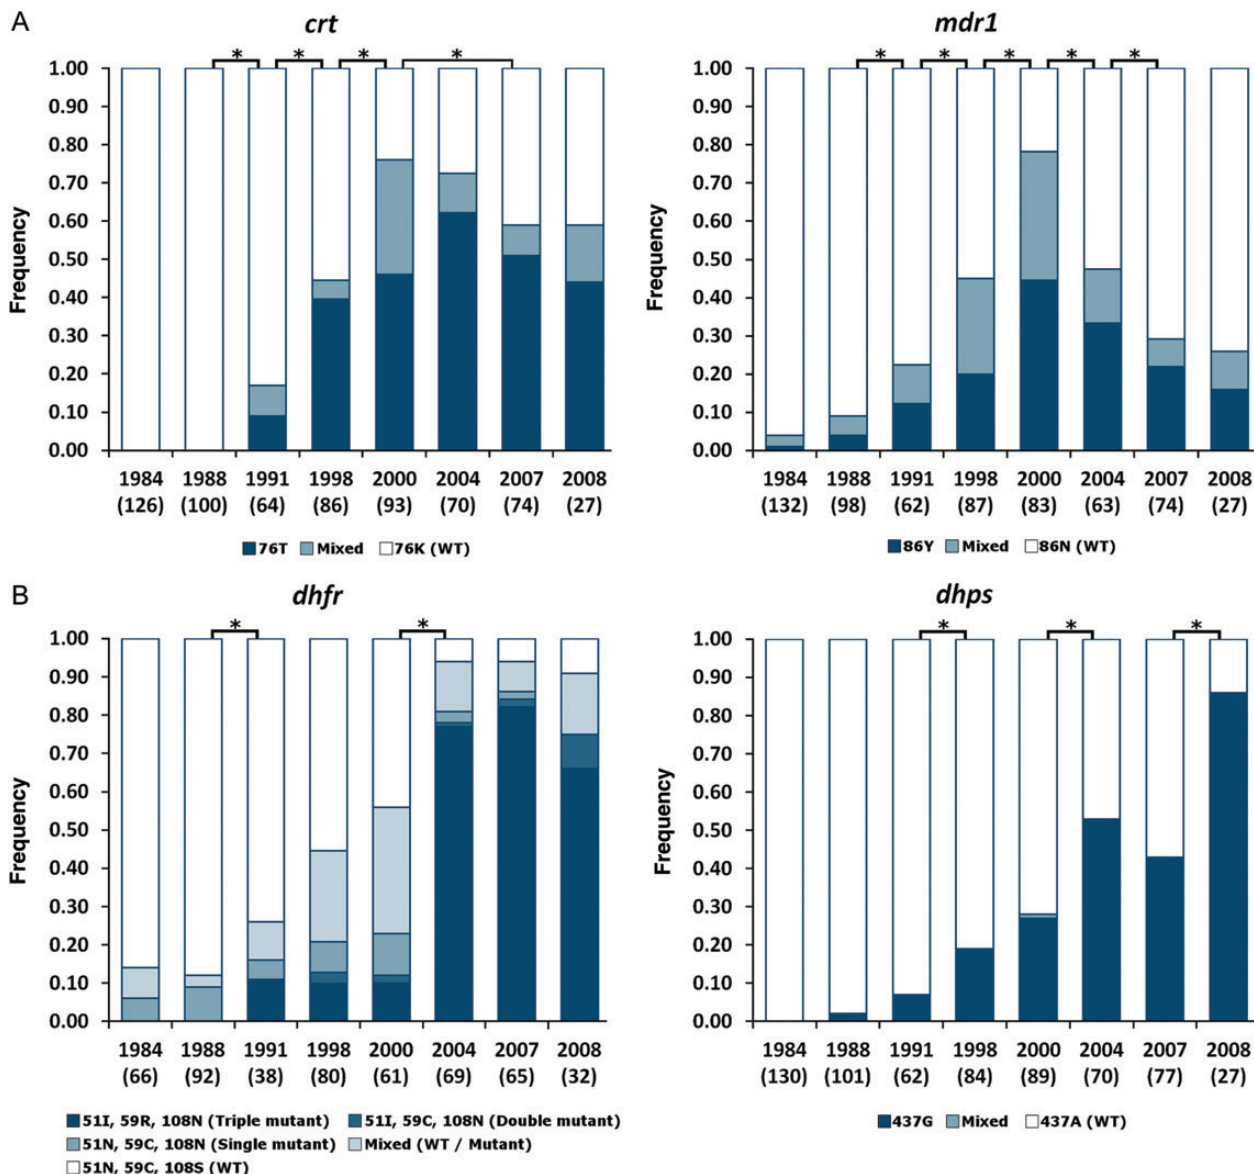 A
crt
mdr1
* * * *
* * * * *
1.00
0.90
0.80
0.70
0.60
0.50
0.40
0.30
0.20
0.10
0.00
Frequency
1984 1988 1991 1998 2000 2004 2007 2008
(126) (100) (64) (86) (93) (70) (74) (27)
76T Mixed 76K (WT)
1.00
0.90
0.80
0.70
0.60
0.50
0.40
0.30
0.20
0.10
0.00
Frequency
1984 1988 1991 1998 2000 2004 2007 2008
(132) (98) (62) (87) (83) (63) (74) (27)
86Y Mixed 86N (WT)
B
dhfr
dhps
* *
* * *
1.00
0.90
0.80
0.70
0.60
0.50
0.40
0.30
0.20
0.10
0.00
Frequency
1984 1988 1991 1998 2000 2004 2007 2008
(66) (92) (38) (80) (61) (69) (65) (32)
51I, 59R, 108N (Triple mutant) 51I, 59C, 108N (Double mutant)
51N, 59C, 108N (Single mutant) Mixed (WT / Mutant)
51N, 59C, 108S (WT)
1.00
0.90
0.80
0.70
0.60
0.50
0.40
0.30
0.20
0.10
0.00
Frequency
1984 1988 1991 1998 2000 2004 2007 2008
(130) (101) (62) (84) (89) (70) (77) (27)
437G Mixed 437A (WT)